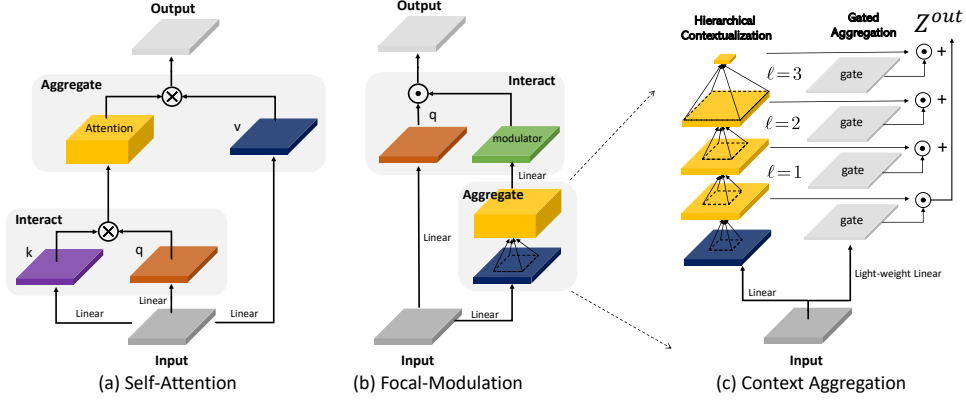 Output
Aggregate
Attention
v
Interact
k
q
Linear
Linear
Linear
Input
(a) Self-Attention
Output
Interact
q
modulator
Linear
Aggregate
Linear
Linear
Input
(b) Focal-Modulation
Hierarchical
Contextualization
Gated
Aggregation
Z^out
ℓ=3
gate
+
ℓ=2
gate
+
ℓ=1
gate
+
gate
Linear
Light-weight Linear
Input
(c) Context Aggregation